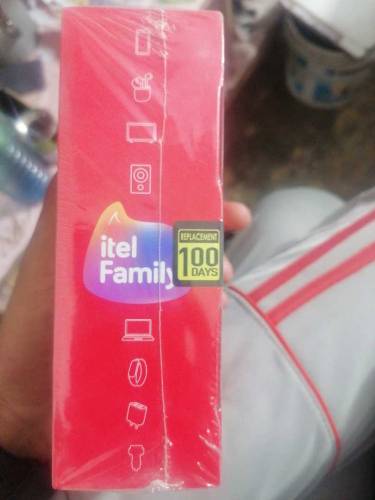 itel
Family
REPLACEMENT
100
DAYS